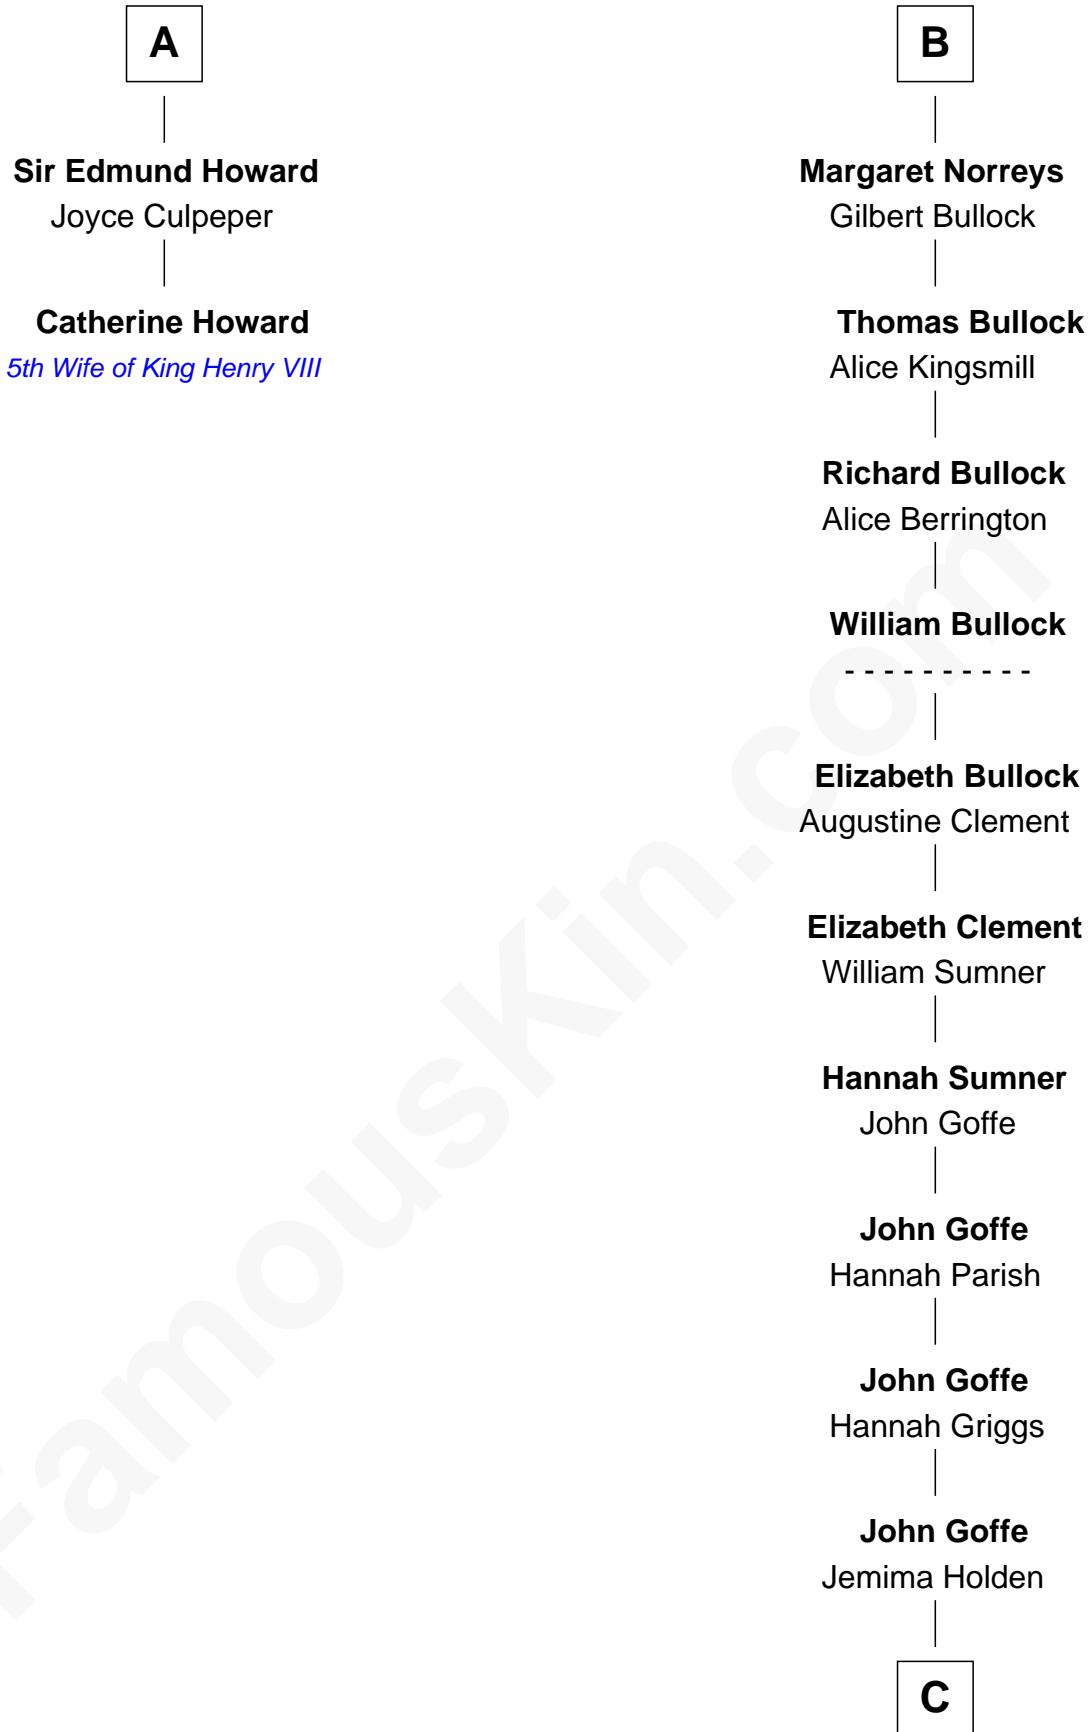 A
Sir Edmund Howard
Joyce Culpeper
Catherine Howard
5th Wife of King Henry VIII
B
Margaret Norreys
Gilbert Bullock
Thomas Bullock
Alice Kingsmill
Richard Bullock
Alice Berrington
William Bullock
- - - - - - - - - -
Elizabeth Bullock
Augustine Clement
Elizabeth Clement
William Sumner
Hannah Sumner
John Goffe
John Goffe
Hannah Parish
John Goffe
Hannah Griggs
John Goffe
Jemima Holden
C
FamousKin.com